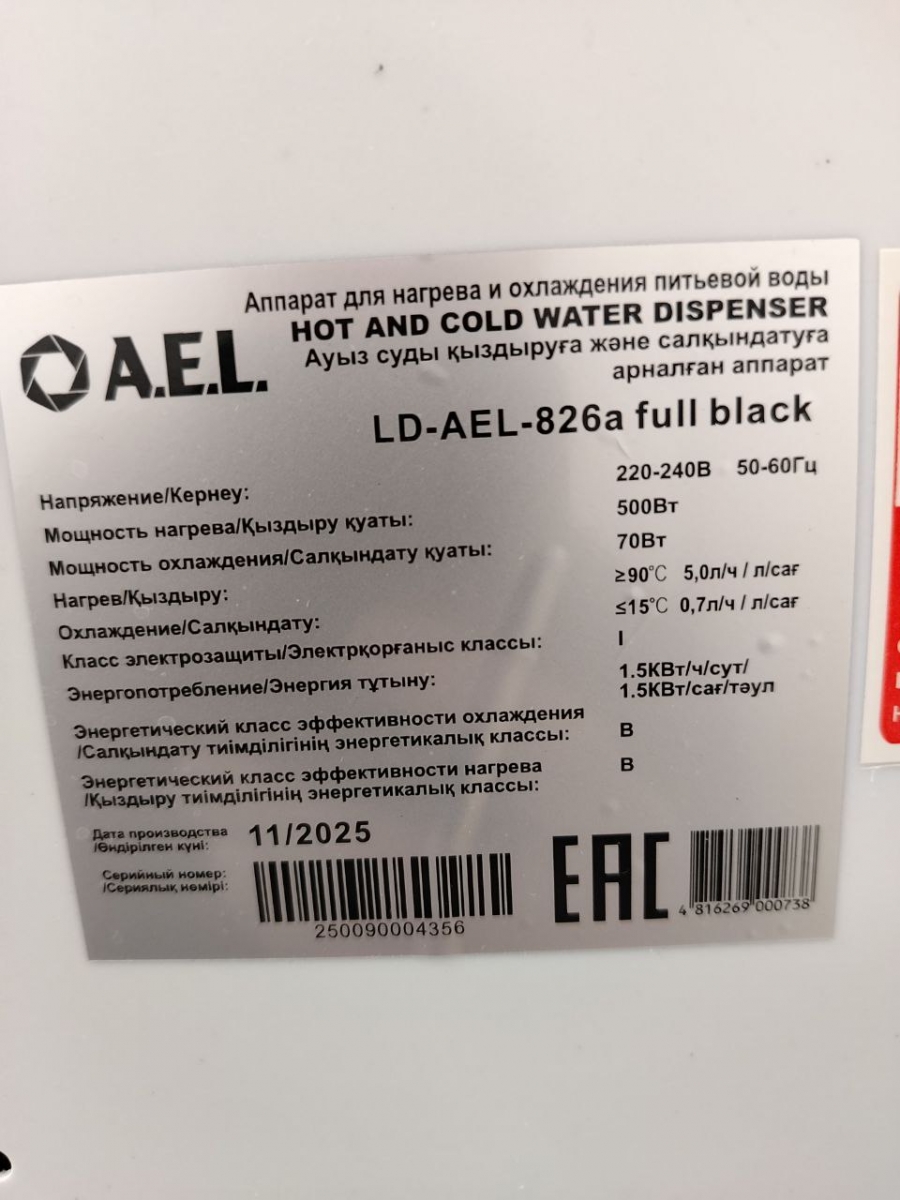 Аппарат для нагрева и охлаждения питьевой воды
HOT AND COLD WATER DISPENSER
Ауыз суды қыздыруға және салқындатуға
арналған аппарат
A.E.L.
LD-AEL-826a full black
Напряжение/Кернеу: 220-240В 50-60Гц
Мощность нагрева/Қыздыру қуаты: 500Вт
Мощность охлаждения/Салқындату қуаты: 70Вт
Нагрев/Қыздыру: ≥90°C 5,0л/ч / л/сағ
Охлаждение/Салқындату: ≤15°C 0,7л/ч / л/сағ
Класс электрозащиты/Электрқорғаныс классы: I
Энергопотребление/Энергия тұтыну: 1.5КВт/ч/сут/
1.5КВт/сағ/тәул
Энергетический класс эффективности охлаждения
/Салқындату тиімділігінің энергетикалық классы: B
Энергетический класс эффективности нагрева
/Қыздыру тиімділігінің энергетикалық классы: B
Дата производства
/Өндірілген күні: 11/2025
Серийный номер:
/Сериялық нөмірі:
250090004356
EAC
4 816269 000738